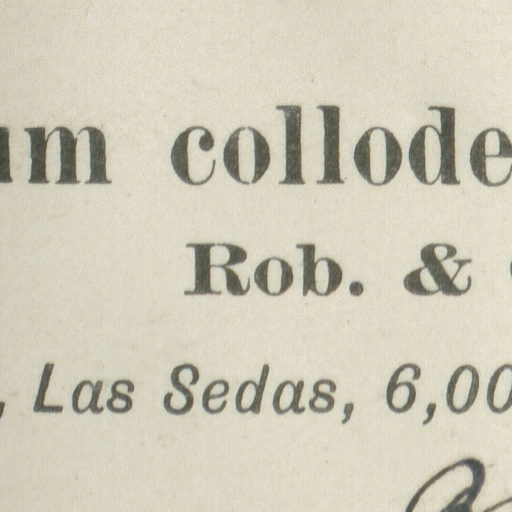 um collode
Rob. &
, Las Sedas, 6,00